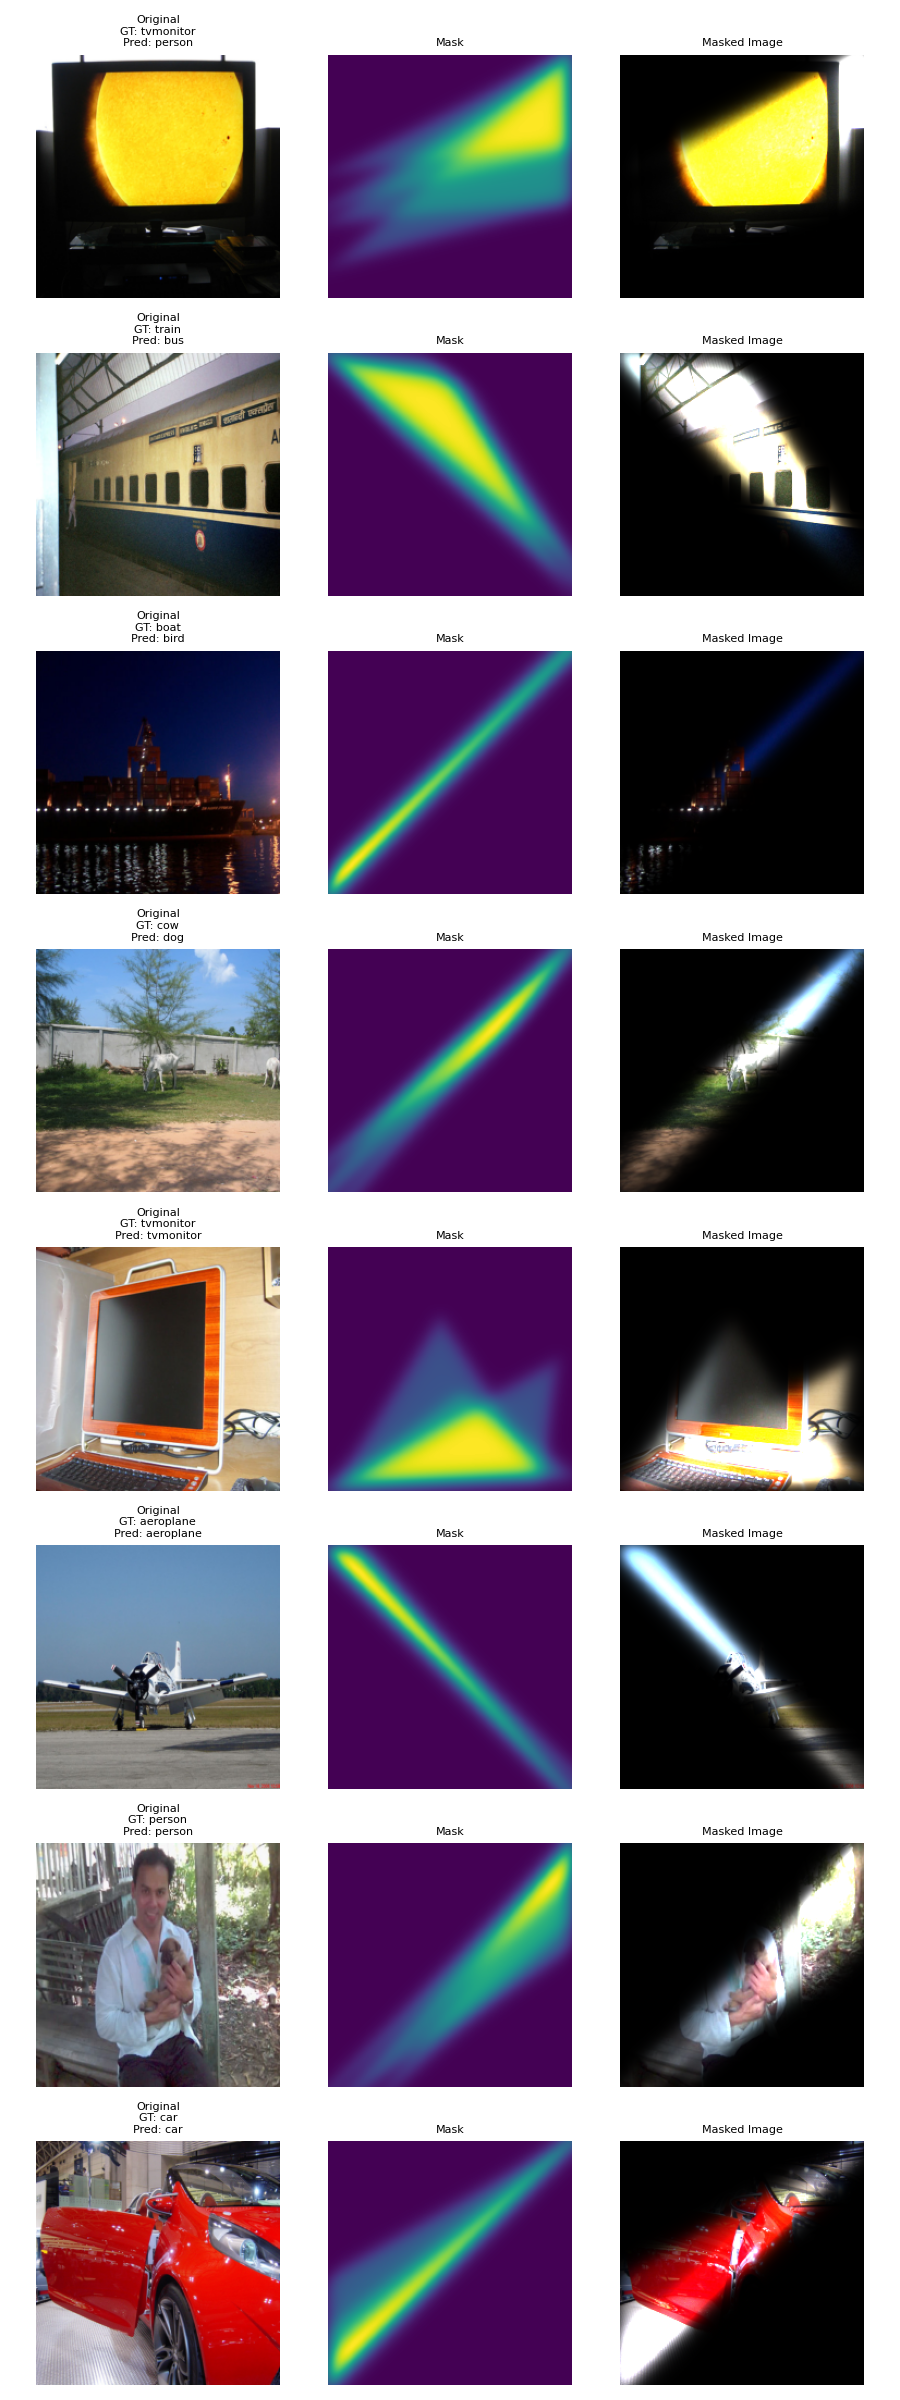 Original
GT: tvmonitor
Pred: person
Mask
Masked Image
Original
GT: train
Pred: bus
Mask
Masked Image
समझौता एक्सप्रेस
Original
GT: boat
Pred: bird
Mask
Masked Image
Original
GT: cow
Pred: dog
Mask
Masked Image
Original
GT: tvmonitor
Pred: tvmonitor
Mask
Masked Image
Original
GT: aeroplane
Pred: aeroplane
Mask
Masked Image
Original
GT: person
Pred: person
Mask
Masked Image
Original
GT: car
Pred: car
Mask
Masked Image